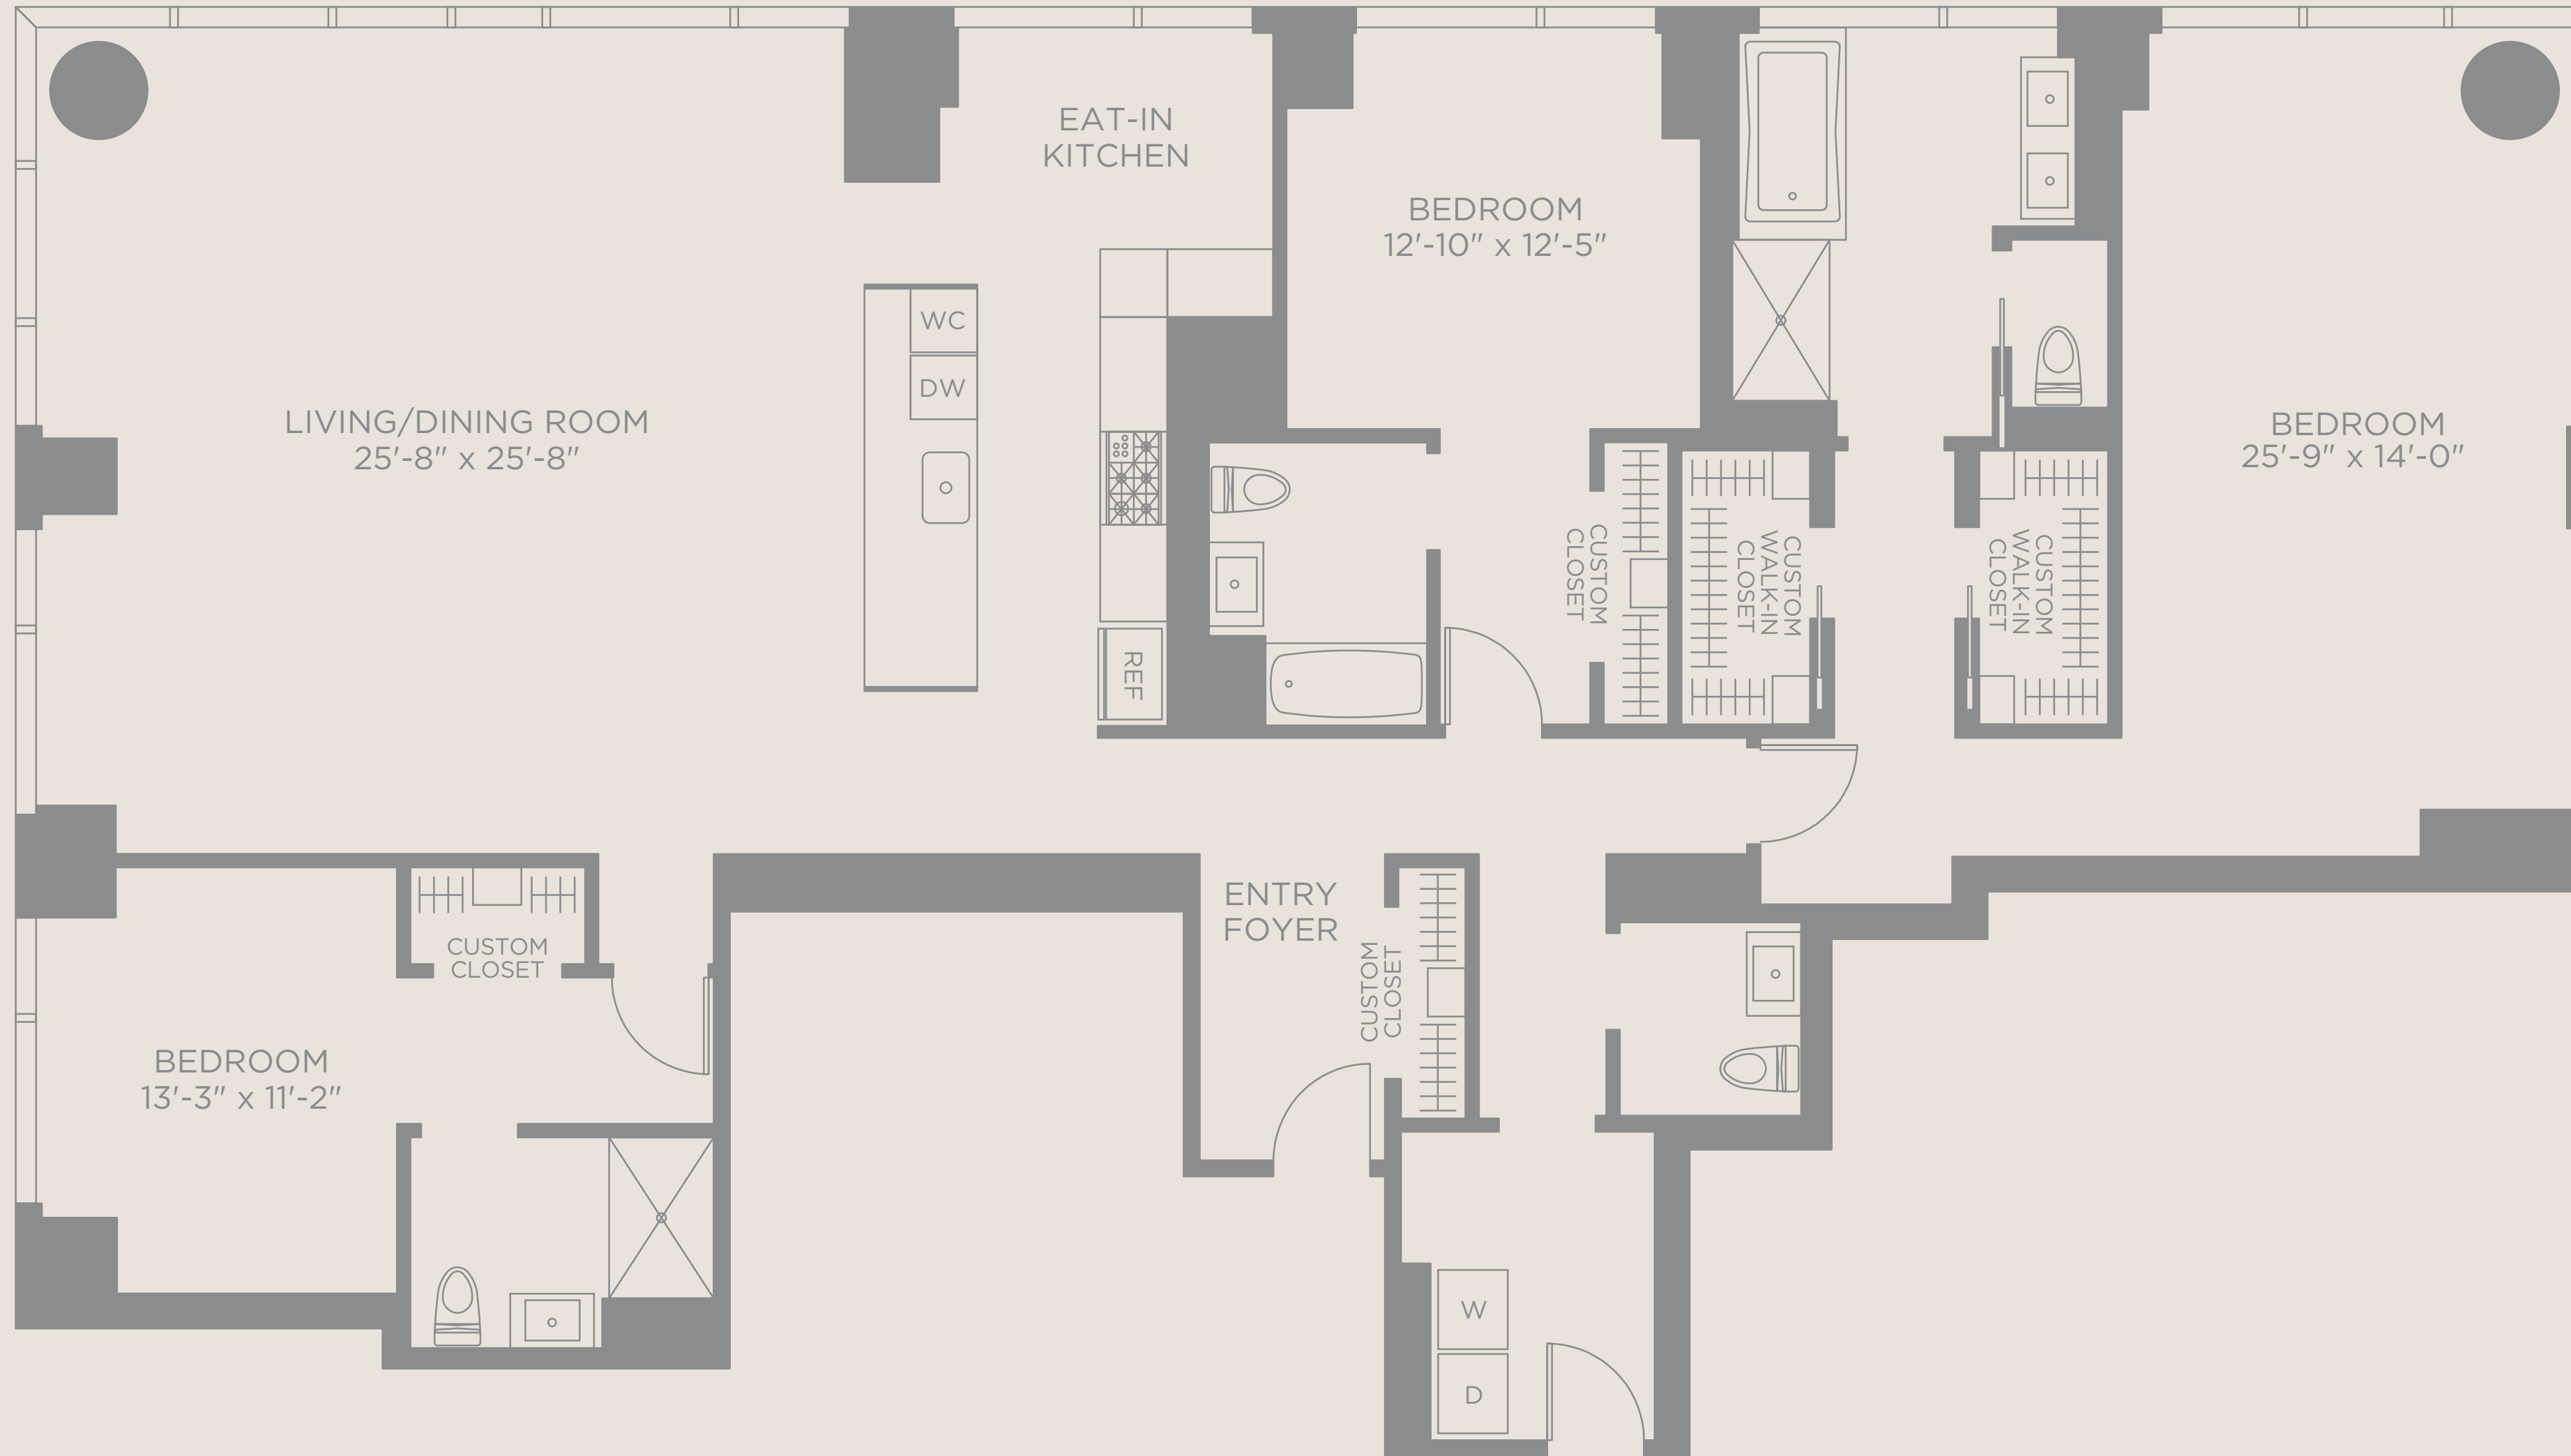 EAT-IN
KITCHEN
BEDROOM
12'-10" x 12'-5"
WC
DW
LIVING/DINING ROOM
25'-8" x 25'-8"
BEDROOM
25'-9" x 14'-0"
REF
CUSTOM
CLOSET
CUSTOM
WALK-IN
CLOSET
CUSTOM
WALK-IN
CLOSET
ENTRY
FOYER
CUSTOM
CLOSET
CUSTOM
CLOSET
BEDROOM
13'-3" x 11'-2"
W
D